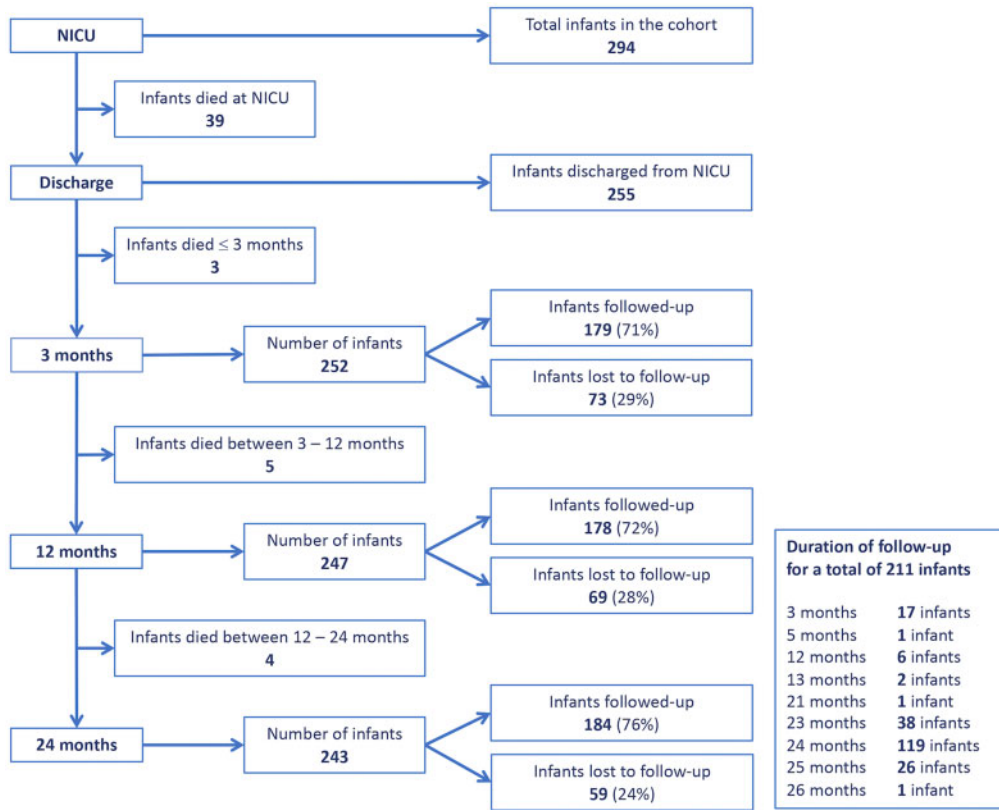 NICU
Total infants in the cohort
294
Infants died at NICU
39
Discharge
Infants discharged from NICU
255
Infants died ≤ 3 months
3
3 months
Number of infants
252
Infants followed-up
179 (71%)
Infants lost to follow-up
73 (29%)
Infants died between 3 – 12 months
5
12 months
Number of infants
247
Infants followed-up
178 (72%)
Infants lost to follow-up
69 (28%)
Infants died between 12 – 24 months
4
24 months
Number of infants
243
Infants followed-up
184 (76%)
Infants lost to follow-up
59 (24%)
Duration of follow-up
for a total of 211 infants
3 months 17 infants
5 months 1 infant
12 months 6 infants
13 months 2 infants
21 months 1 infant
23 months 38 infants
24 months 119 infants
25 months 26 infants
26 months 1 infant